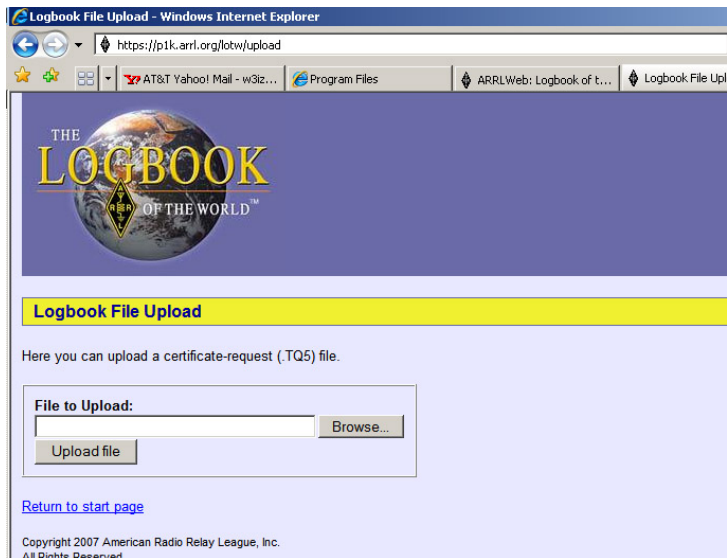 Logbook File Upload - Windows Internet Explorer
https://p1k.arrl.org/lotw/upload
AT&T Yahoo! Mail - w3iz... Program Files ARRLWeb: Logbook of t... Logbook File Upl
THE
LOGBOOK
OF THE WORLD™
Logbook File Upload
Here you can upload a certificate-request (.TQ5) file.
File to Upload:
Browse...
Upload file
Return to start page
Copyright 2007 American Radio Relay League, Inc.
All Rights Reserved